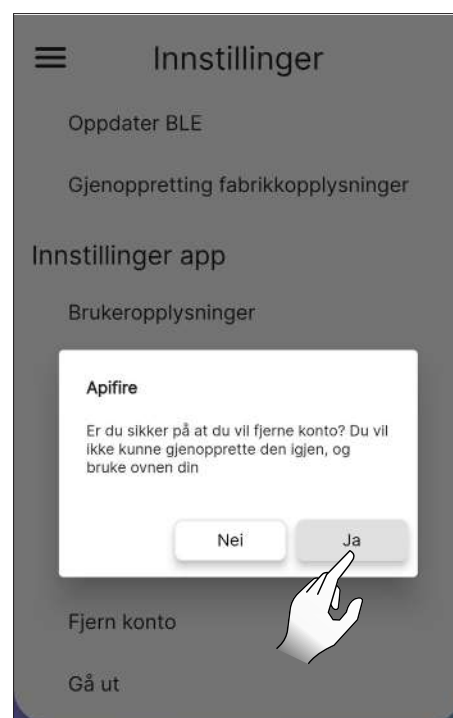 Innstillinger
Oppdater BLE
Gjenoppretting fabrikkopplysninger
Innstillinger app
Brukeropplysninger
Apifire
Er du sikker på at du vil fjerne konto? Du vil
ikke kunne gjenopprette den igjen, og
bruke ovnen din
Nei
Ja
Fjern konto
Gå ut